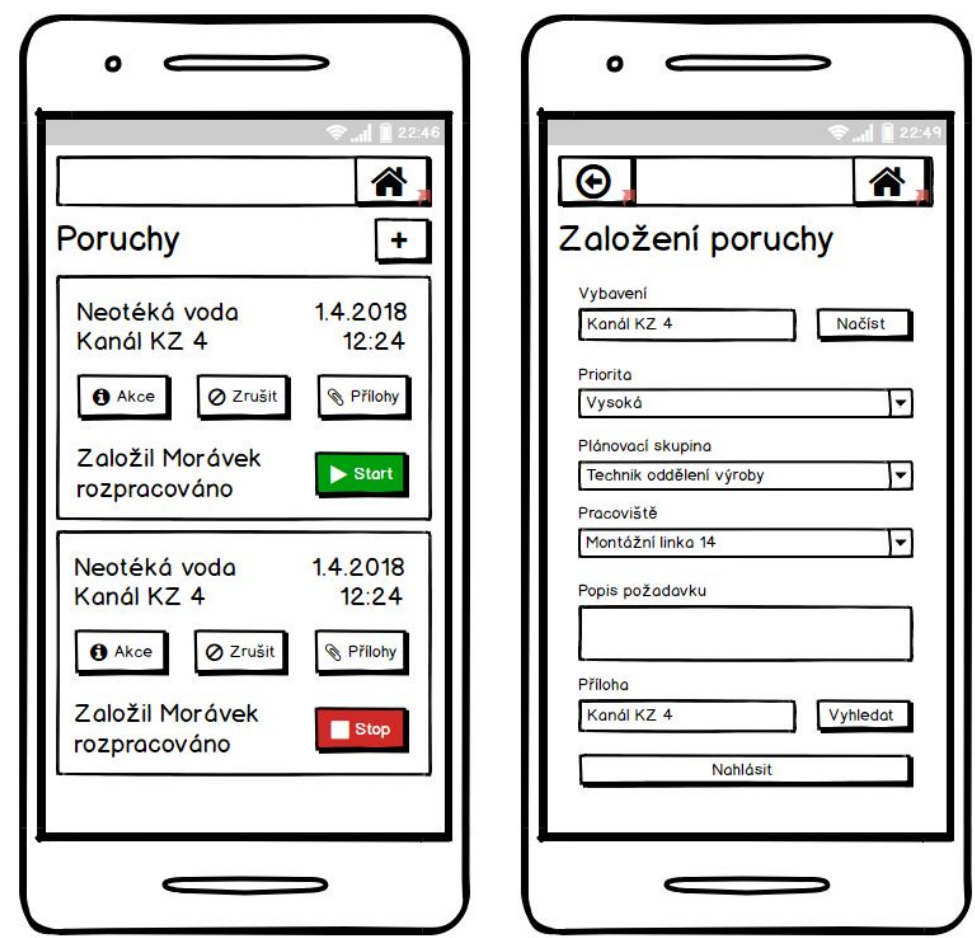 22:46
Poruchy
+
Neotéká voda 1.4.2018
Kanál KZ 4 12:24
Akce Zrušit Přílohy
Založil Morávek
rozpracováno
Start
Neotéká voda 1.4.2018
Kanál KZ 4 12:24
Akce Zrušit Přílohy
Založil Morávek
rozpracováno
Stop
22:49
Založení poruchy
Vybavení
Kanál KZ 4 Načíst
Priorita
Vysoká
Plánovací skupina
Technik oddělení výroby
Pracoviště
Montážní linka 14
Popis požadavku
Příloha
Kanál KZ 4 Vyhledat
Nahlásit